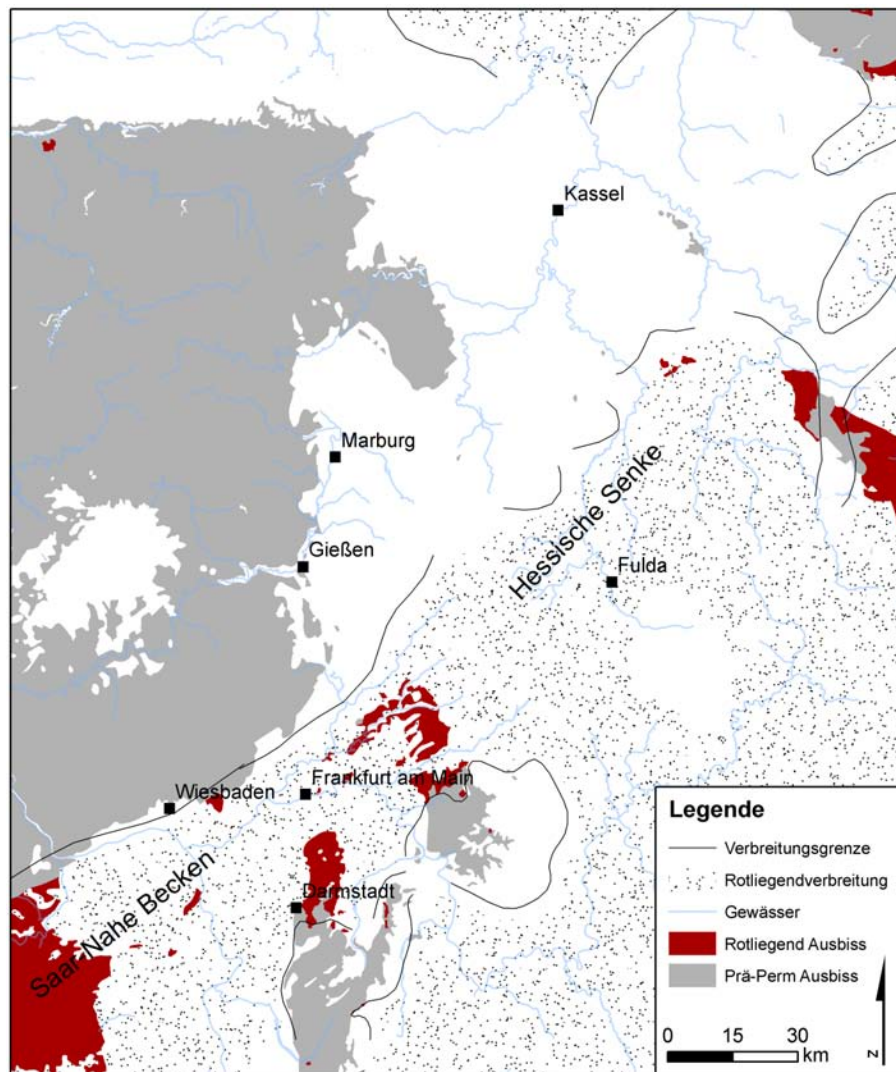 Kassel
Marburg
Gießen
Hessische Senke
Fulda
Wiesbaden
Frankfurt am Main
Darmstadt
Saar-Nahe Becken
Legende
Verbreitungsgrenze
Rotliegendverbreitung
Gewässer
Rotliegend Ausbiss
Prä-Perm Ausbiss
0 15 30
km
N